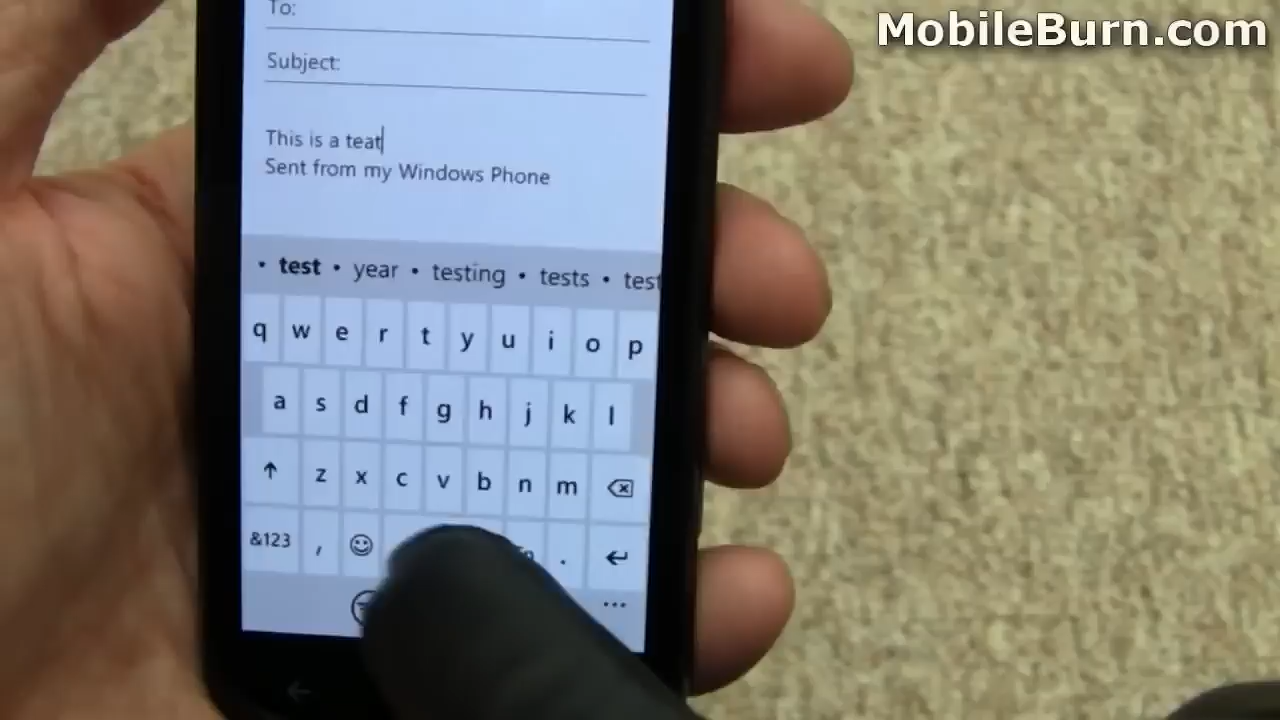 MobileBurn.com
To:
Subject:
This is a teat
Sent from my Windows Phone
• test • year • testing • tests • test
q w e r t y u i o p
a s d f g h j k l
z x c v b n m
&123 , .